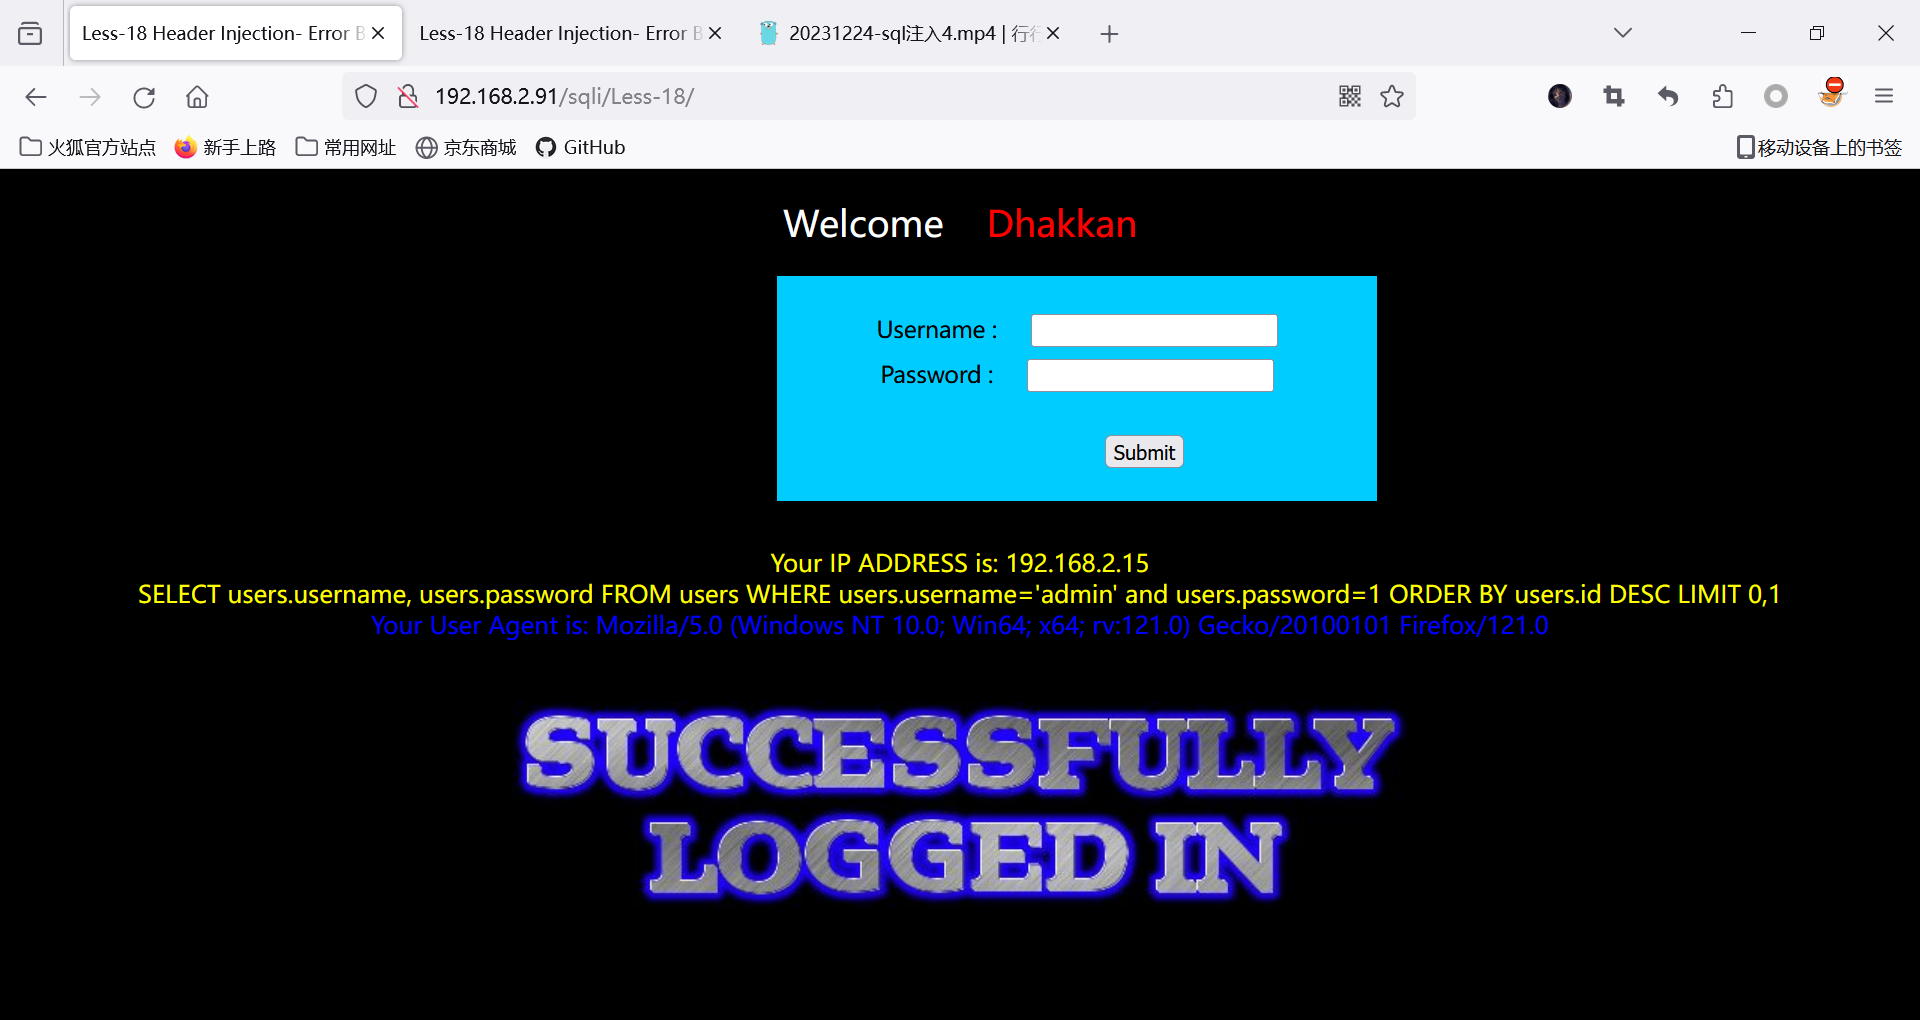 Less-18 Header Injection- Error B
Less-18 Header Injection- Error B
20231224-sql注入4.mp4 | 行行
192.168.2.91/sqli/Less-18/
火狐官方站点
新手上路
常用网址
京东商城
GitHub
移动设备上的书签
Welcome Dhakkan
Username :
Password :
Submit
Your IP ADDRESS is: 192.168.2.15
SELECT users.username, users.password FROM users WHERE users.username='admin' and users.password=1 ORDER BY users.id DESC LIMIT 0,1
Your User Agent is: Mozilla/5.0 (Windows NT 10.0; Win64; x64; rv:121.0) Gecko/20100101 Firefox/121.0
SUCCESSFULLY
LOGGED IN